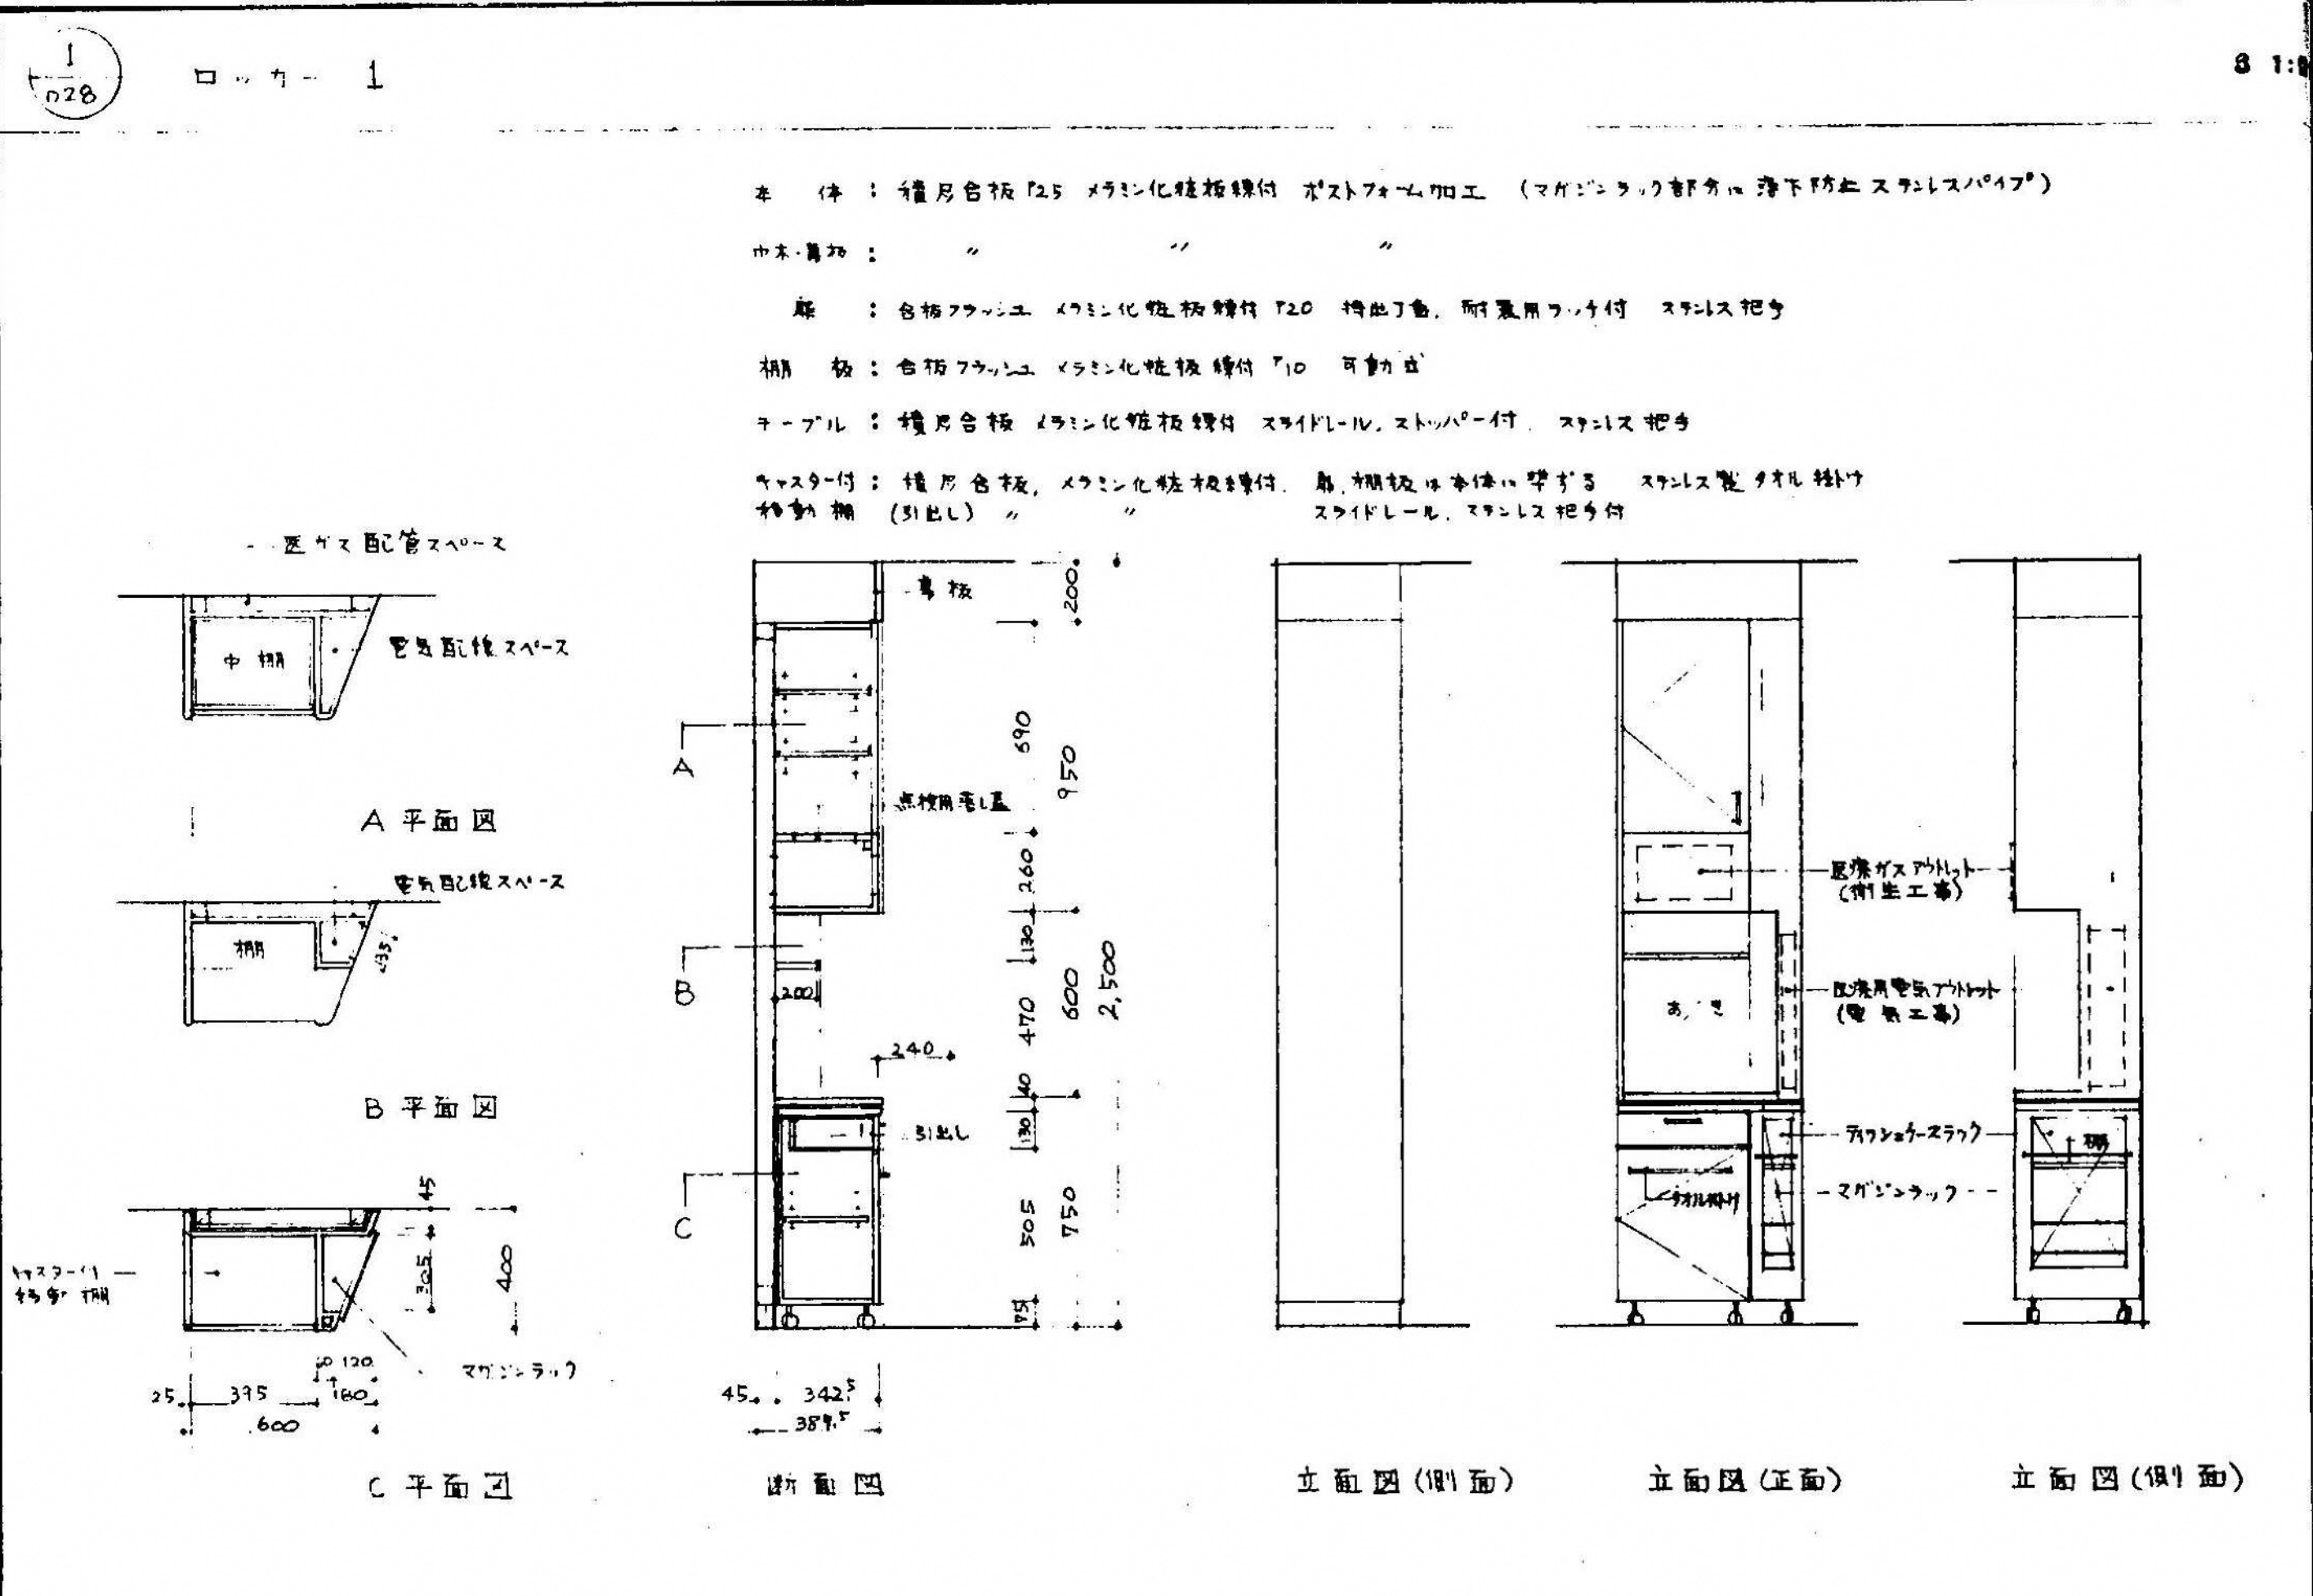 1
D28
ロッカー 1
本 体 : 積層合板 T25 メラミン化粧板練付 ポストフォーム加工 (マガジンラック部分に 落下防止 ステンレスパイプ)
巾木・幕板 : 〃 〃 〃
扉 : 合板フラッシュ メラミン化粧板練付 T20 持出丁番, 耐震用ラッチ付 ステンレス把手
棚 板 : 合板フラッシュ メラミン化粧板練付 T10 可動式
テーブル : 積層合板 メラミン化粧板練付 スライドレール, ストッパー付, ステンレス把手
キャスター付 : 積層合板, メラミン化粧板練付. 扉, 棚板は本体に準ずる ステンレス製タオル掛け
移動棚 (引出し) 〃 〃 スライドレール, ステンレス把手付
医ガス配管スペース
中棚
電気配線スペース
A 平面図
電気配線スペース
棚
B 平面図
45
305
400
キャスター付
移動棚
マガジンラック
120
25 395 180
600
C 平面図
幕板
200
A
690
950
点検用落し蓋
260
B
130
200
470
600
2,500
240
40
引出し
130
C
505
750
75
45 342.5
387.5
断面図
立面図(側面)
医療ガスアウトレット
(衛生工事)
あき
医療用電気アウトレット
(電気工事)
ティッシュケースラック
棚
タオル掛け
マガジンラック
立面図(正面)
立面図(側面)